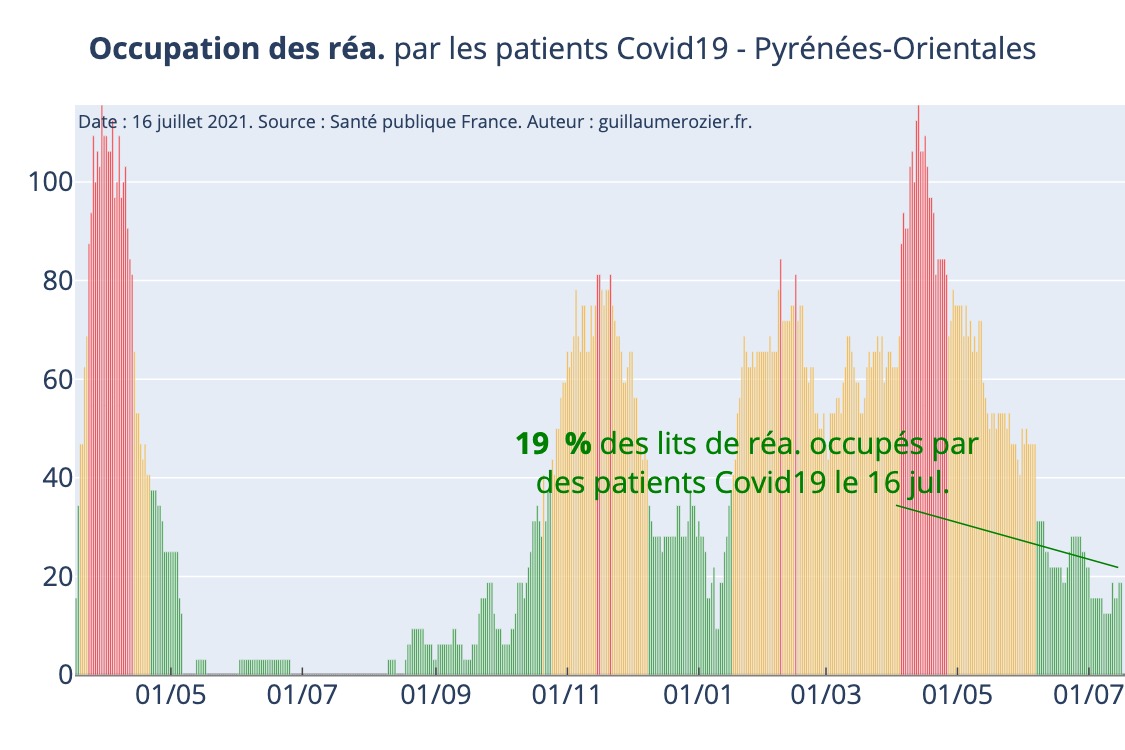 Occupation des réa. par les patients Covid19 - Pyrénées-Orientales
Date : 16 juillet 2021. Source : Santé publique France. Auteur : guillaumerozier.fr.
100
80
60
40
20
0
19 % des lits de réa. occupés par
des patients Covid19 le 16 jul.
01/05 01/07 01/09 01/11 01/01 01/03 01/05 01/07